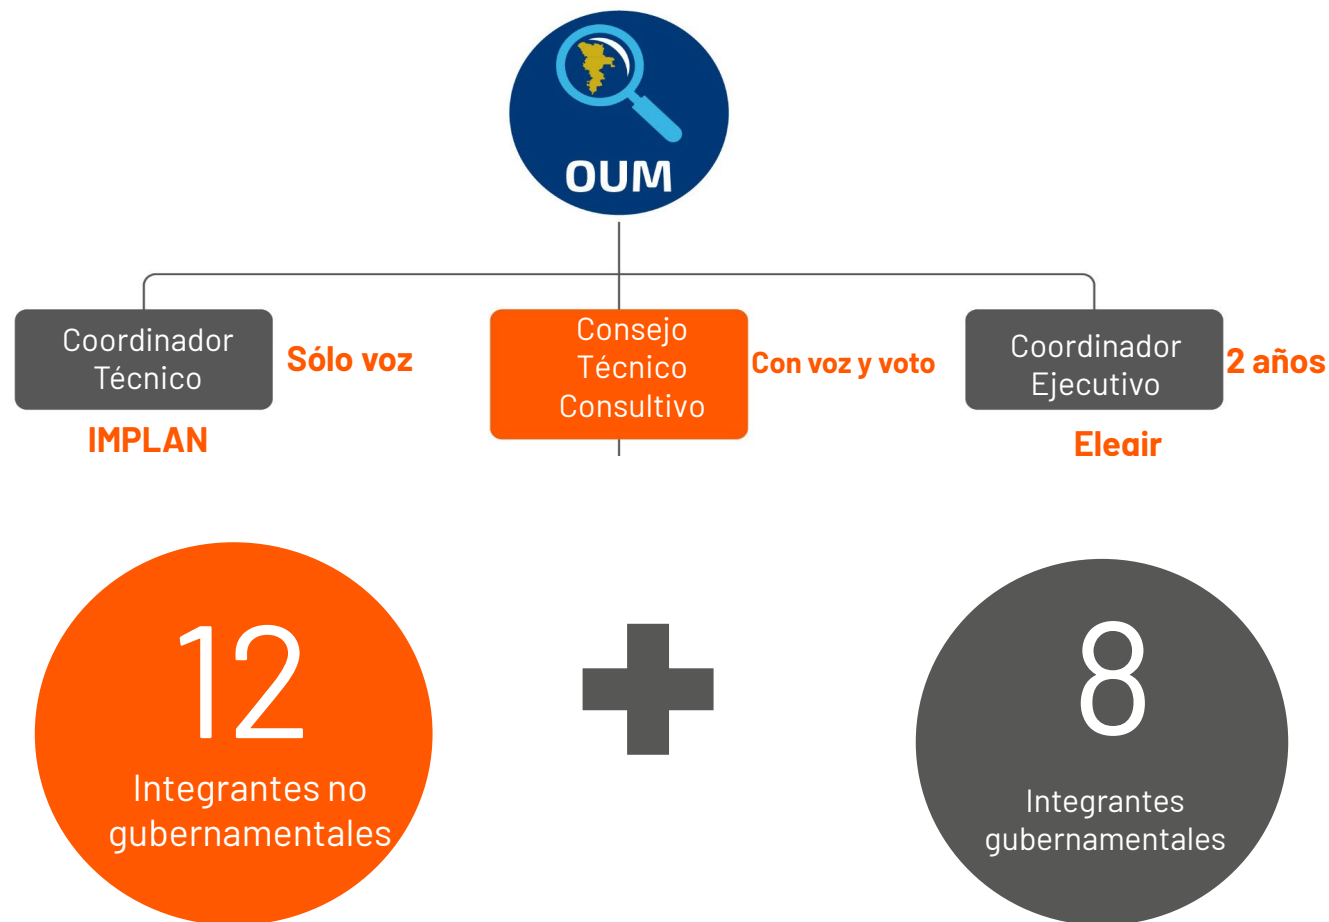 OUM
Coordinador
Técnico
Sólo voz
IMPLAN
Consejo
Técnico
Consultivo
Con voz y voto
Coordinador
Ejecutivo
2 años
Elegir
12
Integrantes no
gubernamentales
8
Integrantes
gubernamentales